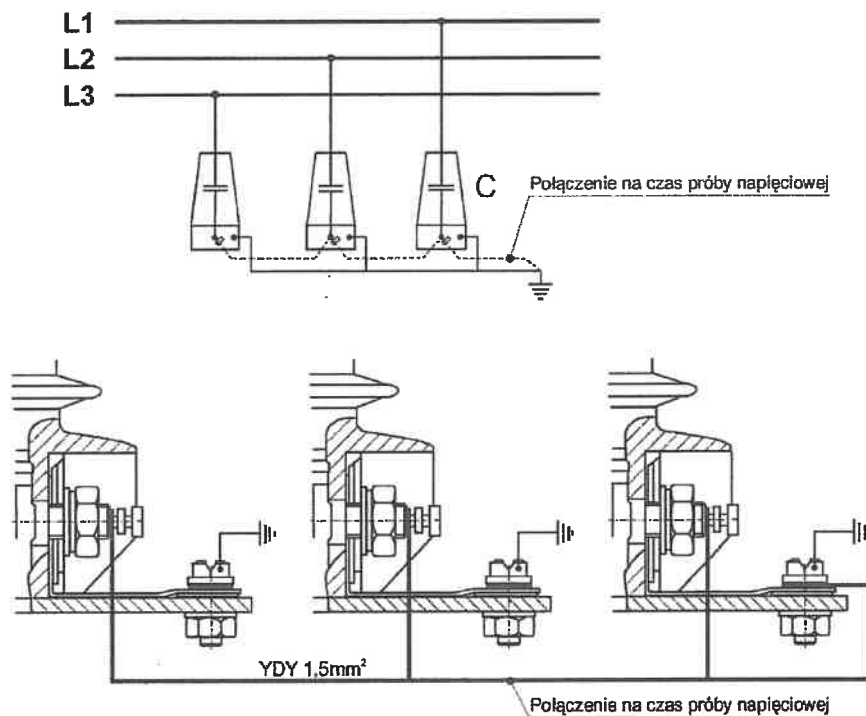 L1
L2
L3
C
Połączenie na czas próby napięciowej
YDY 1,5mm²
Połączenie na czas próby napięciowej